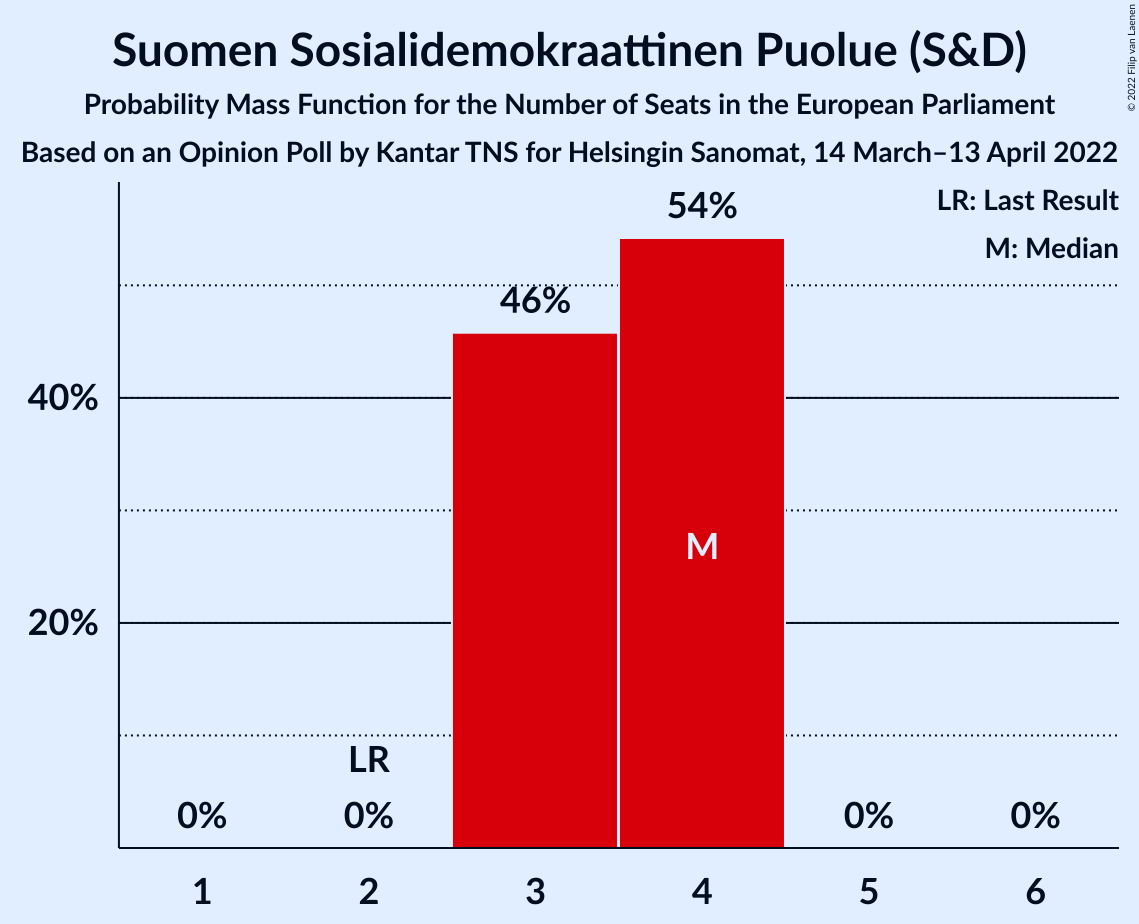 Suomen Sosialidemokraattinen Puolue (S&D)
Probability Mass Function for the Number of Seats in the European Parliament
Based on an Opinion Poll by Kantar TNS for Helsingin Sanomat, 14 March–13 April 2022
© 2022 Filip van Laenen
LR: Last Result
M: Median
54%
46%
40%
M
20%
LR
0%
0%
0%
0%
1
2
3
4
5
6